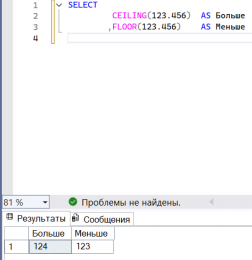 1 SELECT
2 CEILING(123.456) AS Больше
3 ,FLOOR(123.456) AS Меньше
4
81 % Проблемы не найдены.
Результаты Сообщения
Больше Меньше
1 124 123